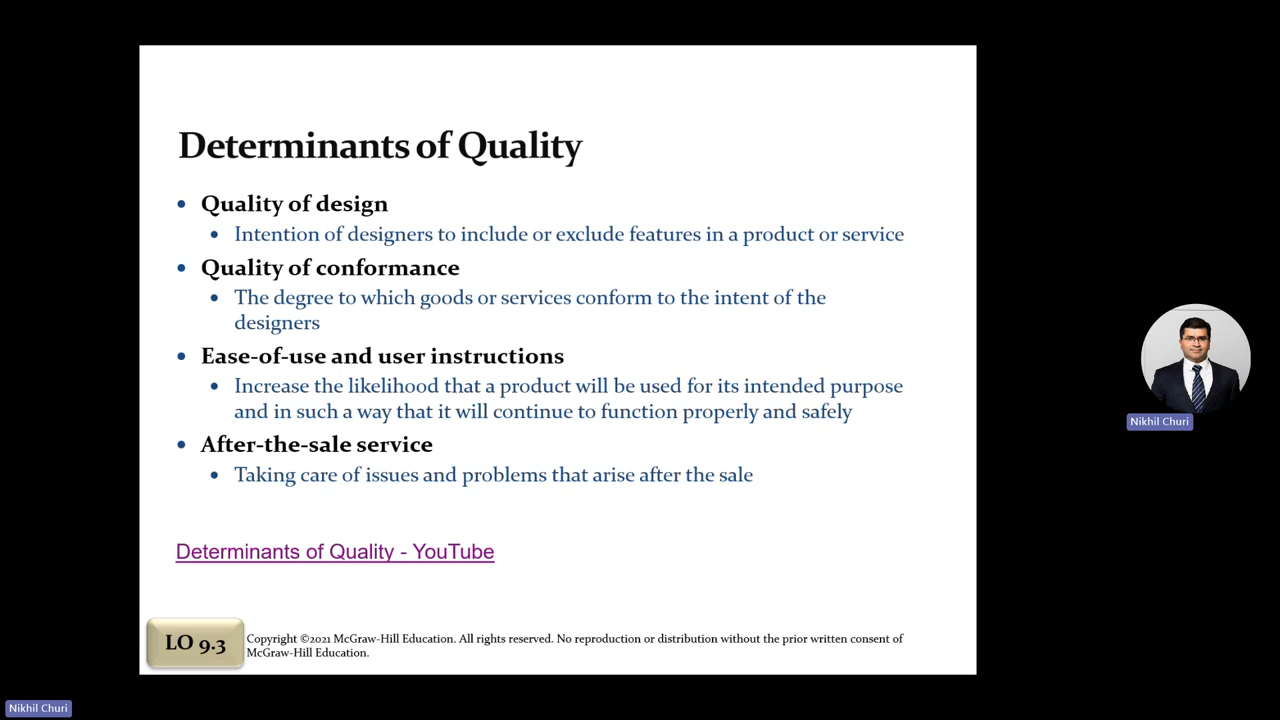 Determinants of Quality
• Quality of design
• Intention of designers to include or exclude features in a product or service
• Quality of conformance
• The degree to which goods or services conform to the intent of the
designers
• Ease-of-use and user instructions
• Increase the likelihood that a product will be used for its intended purpose
and in such a way that it will continue to function properly and safely
• After-the-sale service
• Taking care of issues and problems that arise after the sale
Determinants of Quality - YouTube
LO 9.3
Copyright ©2021 McGraw-Hill Education. All rights reserved. No reproduction or distribution without the prior written consent of
McGraw-Hill Education.
Nikhil Churi
Nikhil Churi